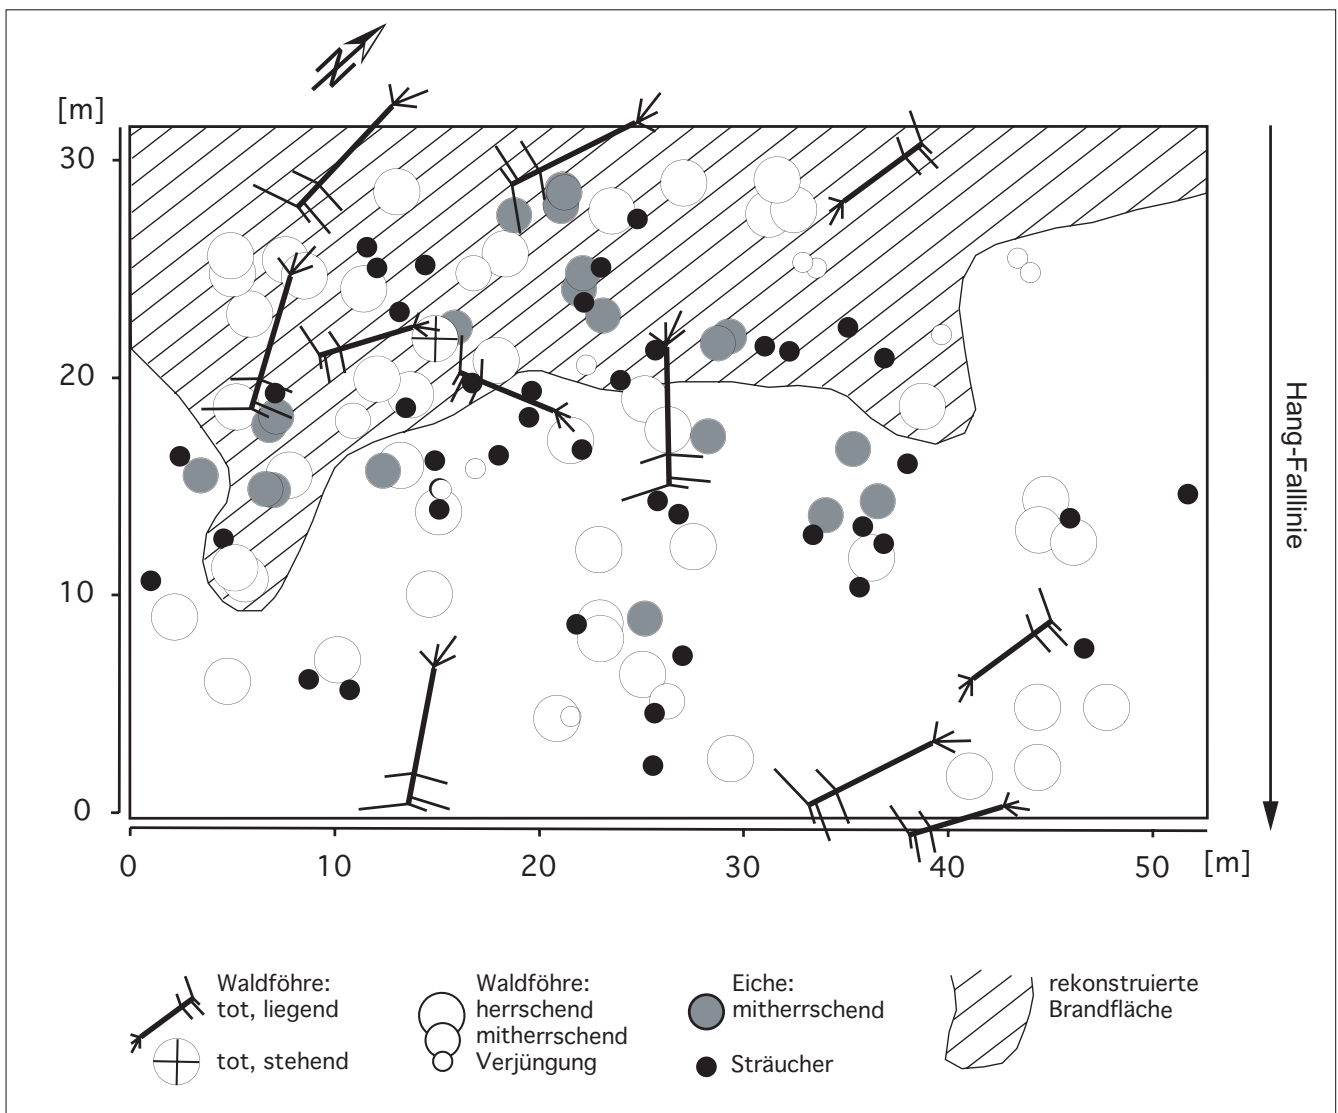 N
[m]
30
20
10
0
0
10
20
30
40
50
[m]
Hang-Falllinie
Waldföhre:
tot, liegend
tot, stehend
Waldföhre:
herrschend
mitherrschend
Verjüngung
Eiche:
mitherrschend
Sträucher
rekonstruierte
Brandfläche